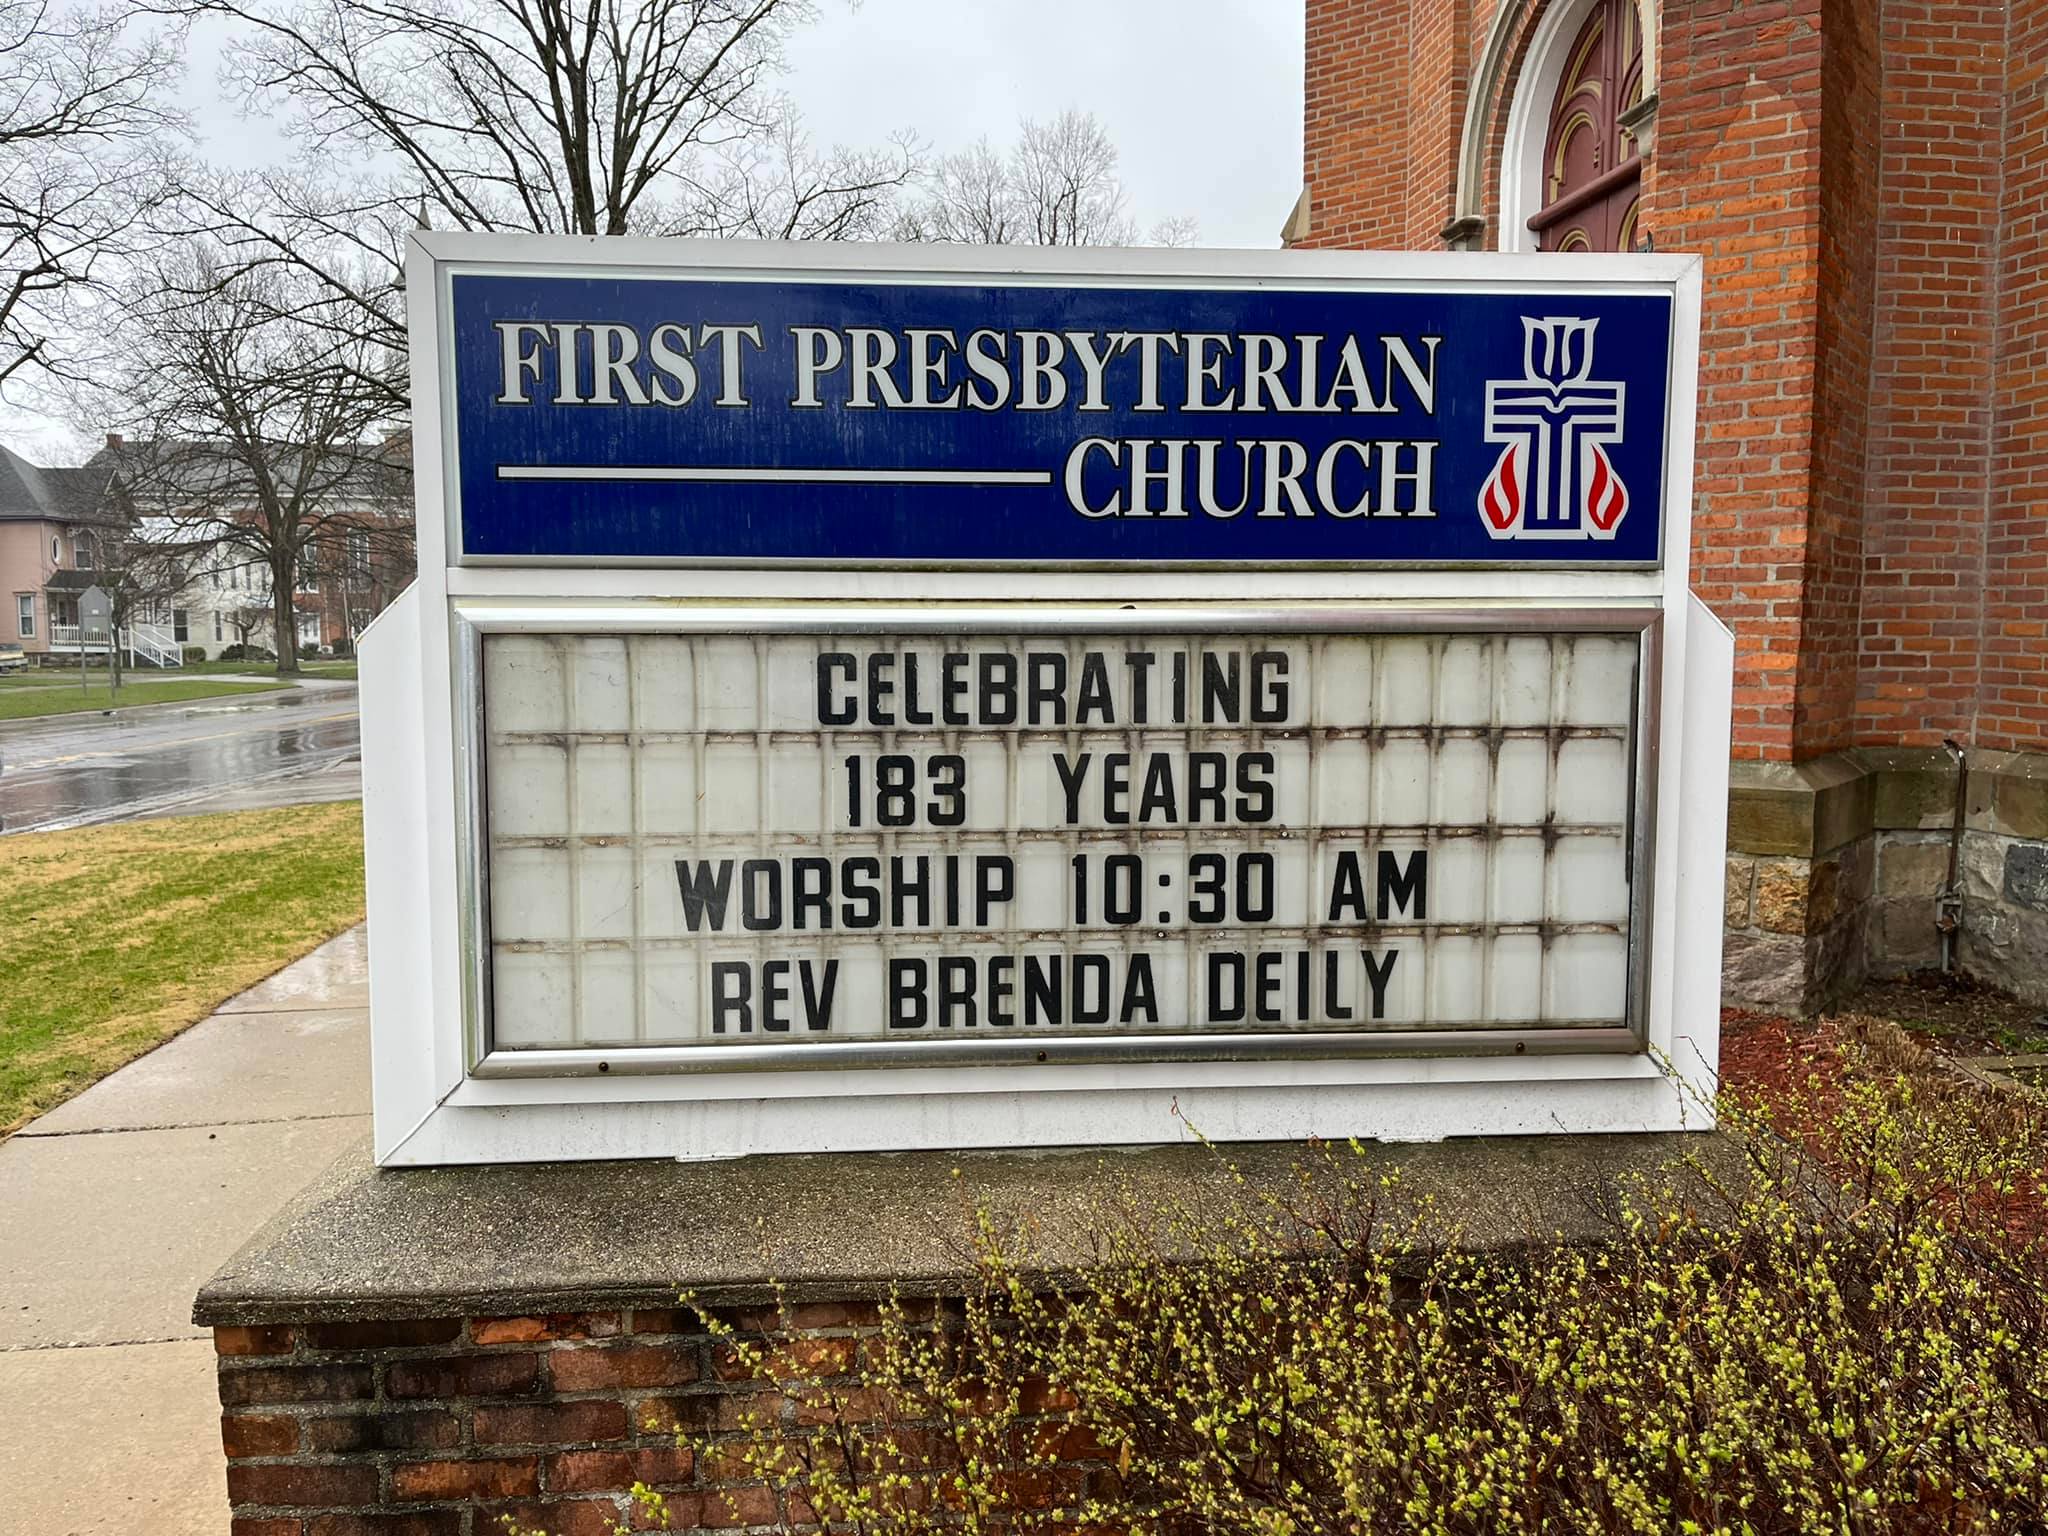 FIRST PRESBYTERIAN
CHURCH
CELEBRATING
183 YEARS
WORSHIP 10:30 AM
REV BRENDA DEILY